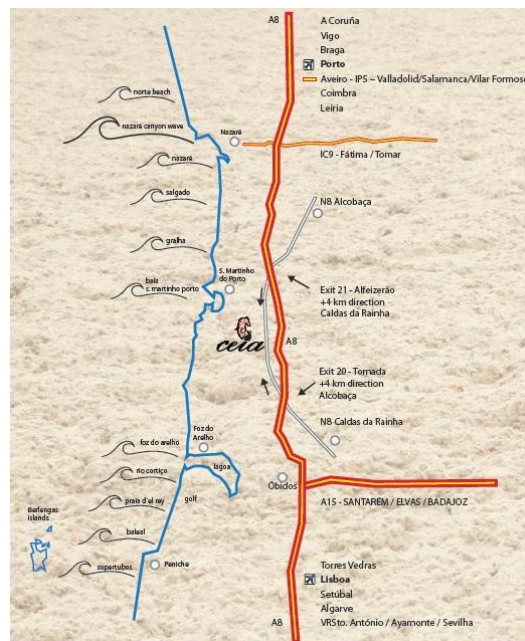 A8
A Coruña
Vigo
Braga
Porto
Aveiro - IP5 – Valladolid/Salamanca/Vilar Formoso
Coimbra
Leiria
norte beach
nazaré canyon wave
Nazaré
nazaré
IC9 - Fátima / Tomar
salgado
N8 Alcobaça
gralha
S. Martinho
do Porto
baia
s. martinho porto
Exit 21 - Alfeizerão
+4 km direction
Caldas da Rainha
ceia
A8
Exit 20 - Tornada
+4 km direction
Alcobaça
N8 Caldas da Rainha
Foz do
Arelho
foz do arelho
lagoa
rio cortiço
Óbidos
golf
prais d'el rey
A15 - SANTARÉM / ELVAS / BADAJOZ
Berlengas
islands
baleal
Peniche
supertubos
Torres Vedras
Lisboa
Setúbal
Algarve
A8
VRSto. António / Ayamonte / Sevilha